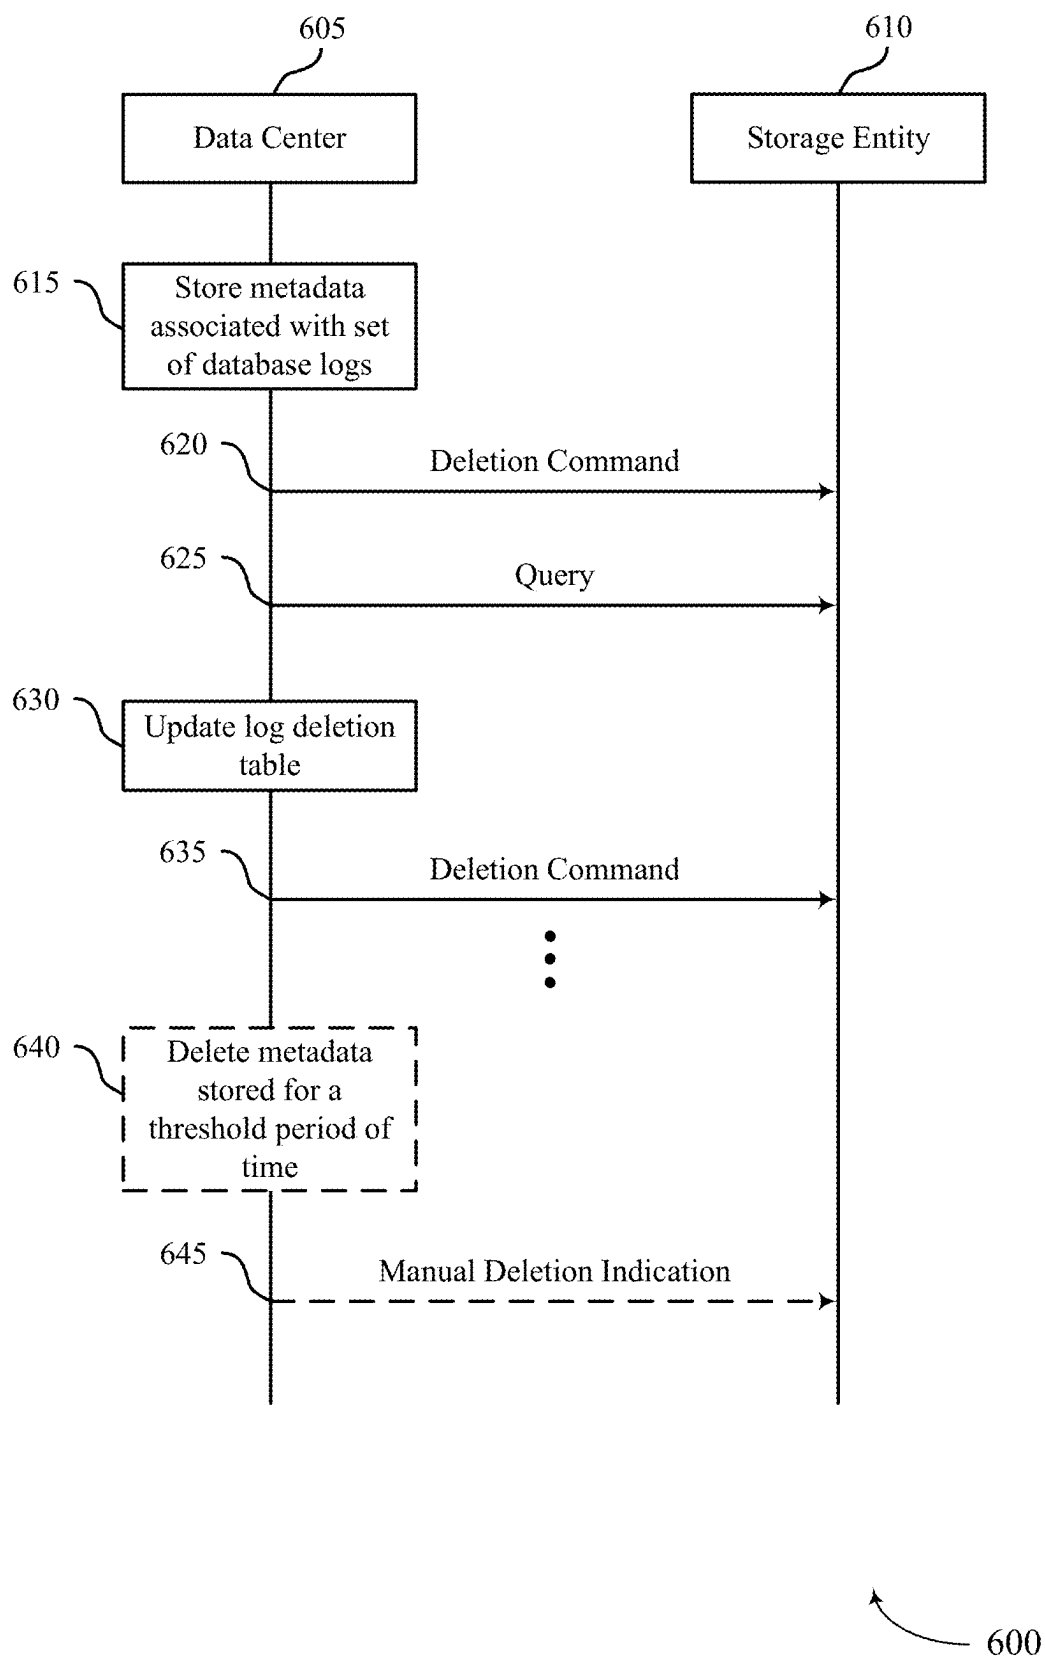 605
610
Data Center
Storage Entity
615
Store metadata
associated with set
of database logs
620
Deletion Command
625
Query
630
Update log deletion
table
635
Deletion Command
640
Delete metadata
stored for a
threshold period of
time
645
Manual Deletion Indication
600